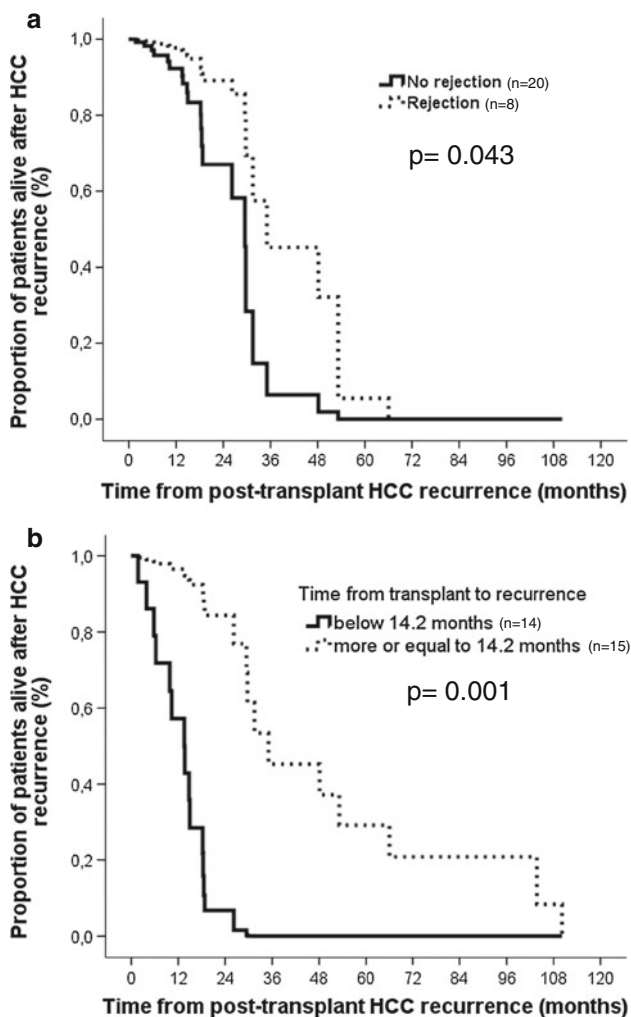 a
Proportion of patients alive after HCC
recurrence (%)
1,0
0,8
0,6
0,4
0,2
0,0
No rejection (n=20)
Rejection (n=8)
p= 0.043
0 12 24 36 48 60 72 84 96 108 120
Time from post-transplant HCC recurrence (months)
b
Proportion of patients alive after HCC
recurrence (%)
1,0
0,8
0,6
0,4
0,2
0,0
Time from transplant to recurrence
below 14.2 months (n=14)
more or equal to 14.2 months (n=15)
p= 0.001
0 12 24 36 48 60 72 84 96 108 120
Time from post-transplant HCC recurrence (months)